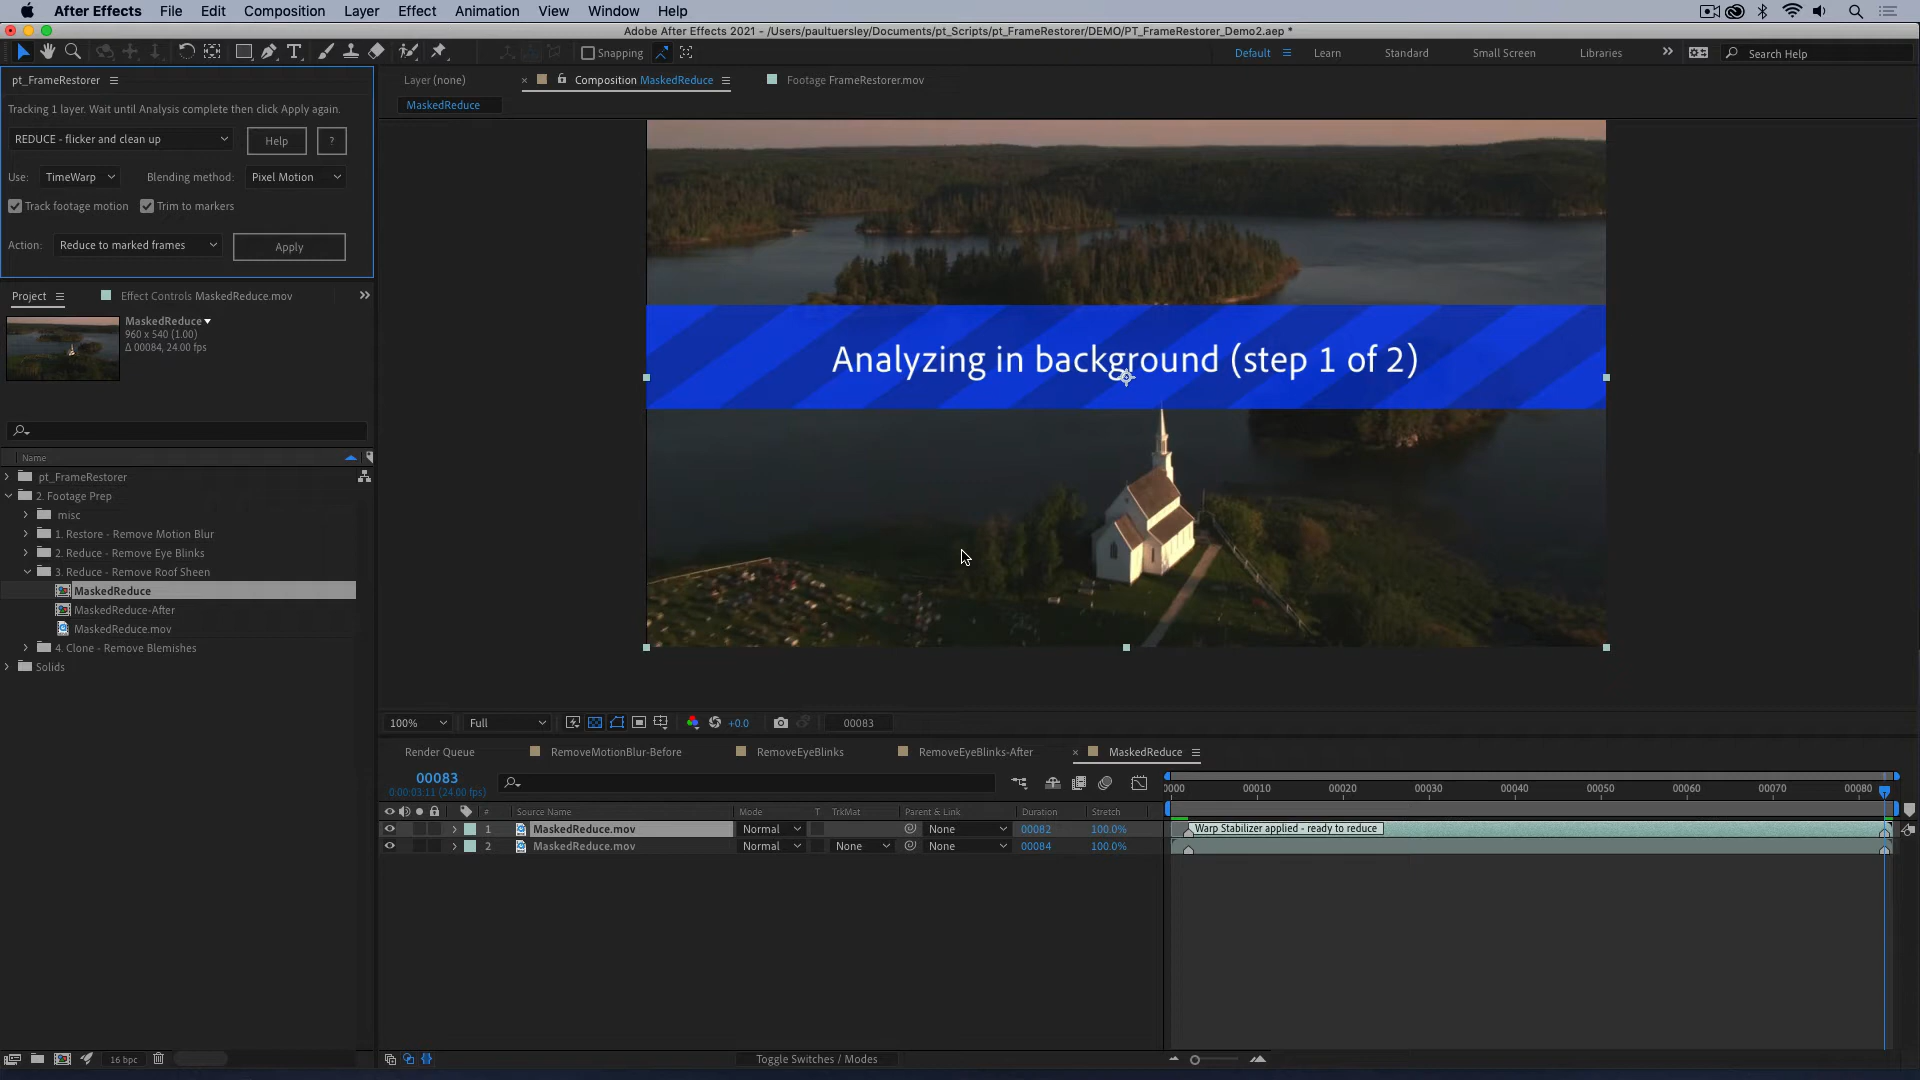 After Effects File Edit Composition Layer Effect Animation View Window Help
Adobe After Effects 2021 - /Users/paultuersley/Documents/pt_Scripts/pt_FrameRestorer/DEMO/PT_FrameRestorer_Demo2.aep *
Snapping Default Learn Standard Small Screen Libraries Search Help
pt_FrameRestorer
Layer (none) Composition MaskedReduce Footage FrameRestorer.mov
Tracking 1 layer. Wait until Analysis complete then click Apply again.
MaskedReduce
REDUCE - flicker and clean up Help ?
Use: TimeWarp Blending method: Pixel Motion
Track footage motion Trim to markers
Action: Reduce to marked frames Apply
Project Effect Controls MaskedReduce.mov
MaskedReduce
960 x 540 (1.00)
Δ 00084, 24.00 fps)
Analyzing in background (step 1 of 2)
Name
pt_FrameRestorer
2. Footage Prep
misc
1. Restore - Remove Motion Blur
2. Reduce - Remove Eye Blinks
3. Reduce - Remove Roof Sheen
MaskedReduce
MaskedReduce-After
MaskedReduce.mov
4. Clone - Remove Blemishes
Solids
100% Full +0.0 00083
Render Queue RemoveMotionBlur-Before RemoveEyeBlinks RemoveEyeBlinks-After MaskedReduce
00083
0:00:03:11 (24.00 fps)
0000 00010 00020 00030 00040 00050 00060 00070 00080
# Source Name Mode T TrkMat Parent & Link Duration Stretch
1 MaskedReduce.mov Normal None 00082 100.0% Warp Stabilizer applied - ready to reduce
2 MaskedReduce.mov Normal None None 00084 100.0%
16 bpc Toggle Switches / Modes